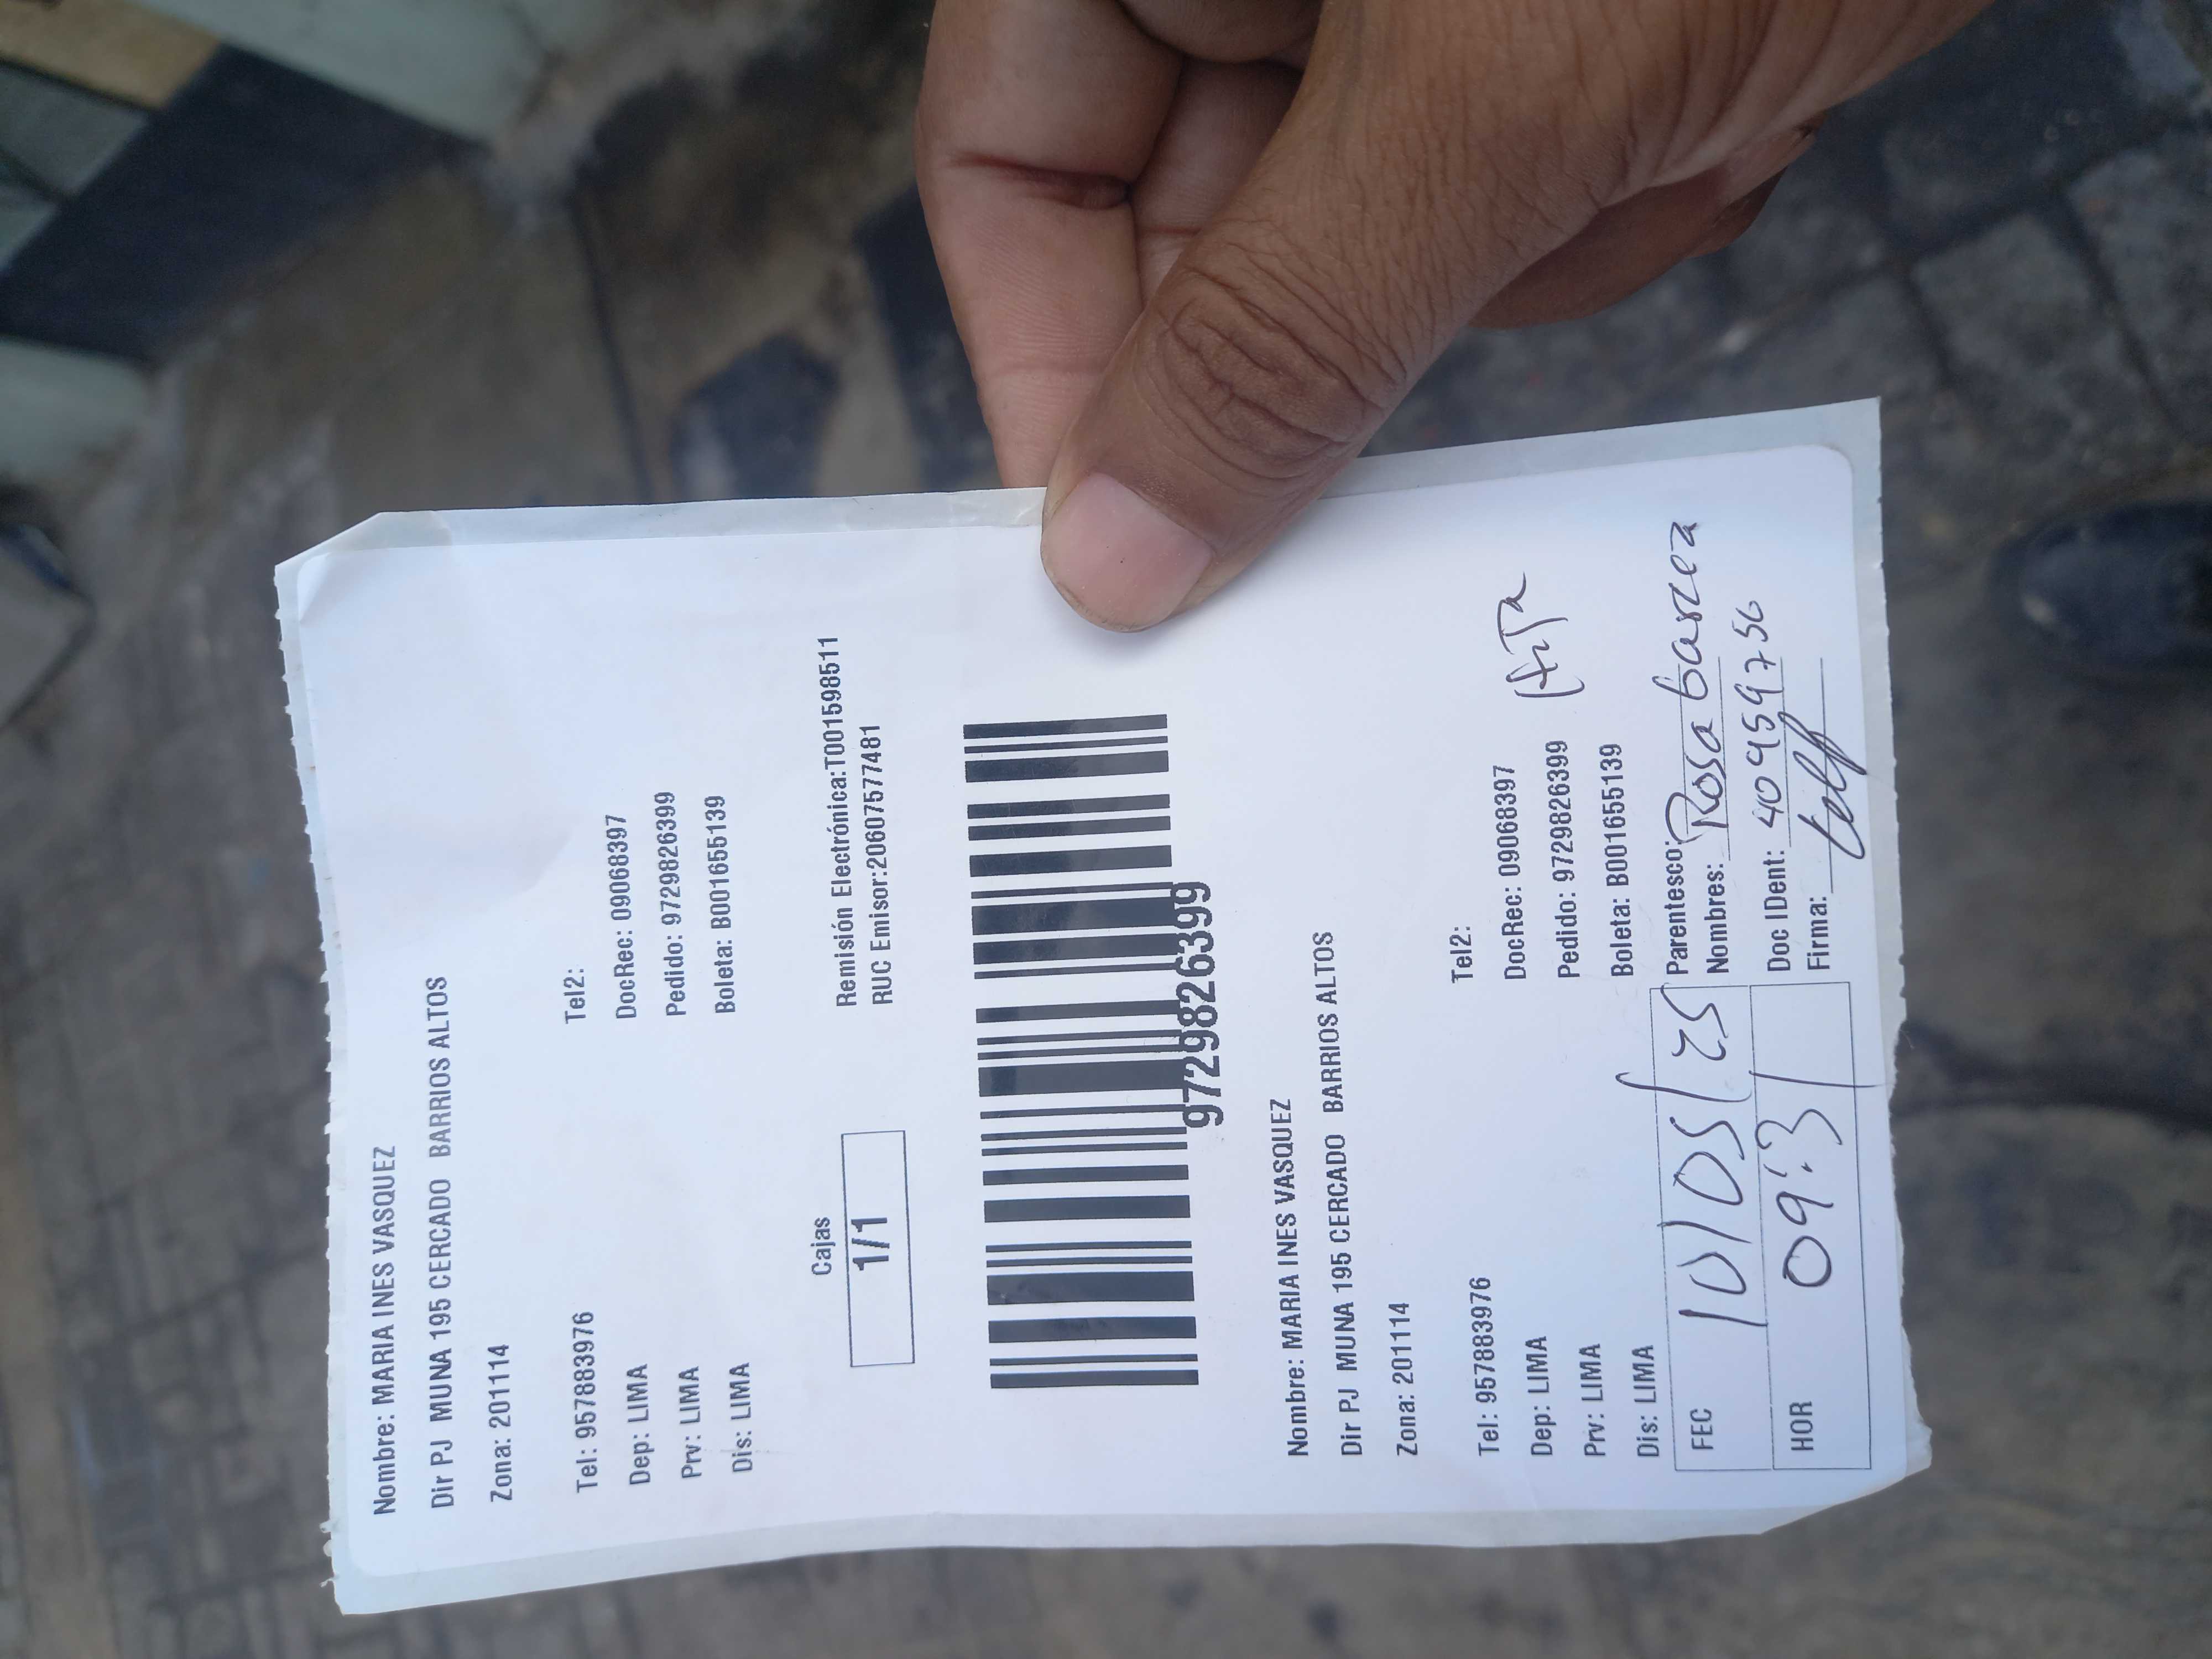 Nombre: MARIA INES VASQUEZ
Dir PJ MUNA 195 CERCADO BARRIOS ALTOS
Zona: 201114
Tel: 957883976 Tel2:
Dep: LIMA DocRec: 09068397
Prv: LIMA Pedido: 9729826399
Dis: LIMA Boleta: B001655139
Cajas
1/1
Remisión Electrónica:T001598511
RUC Emisor:20607577481
9729826399
Nombre: MARIA INES VASQUEZ
Dir PJ MUNA 195 CERCADO BARRIOS ALTOS
Zona: 201114
Tel: 957883976 Tel2:
Dep: LIMA DocRec: 09068397
Prv: LIMA Pedido: 9729826399
Dis: LIMA Boleta: B001655139
FEC 10/05/25 Parentesco:
Nombres: Rosa
HOR Doc IDent: 40959756
Firma: